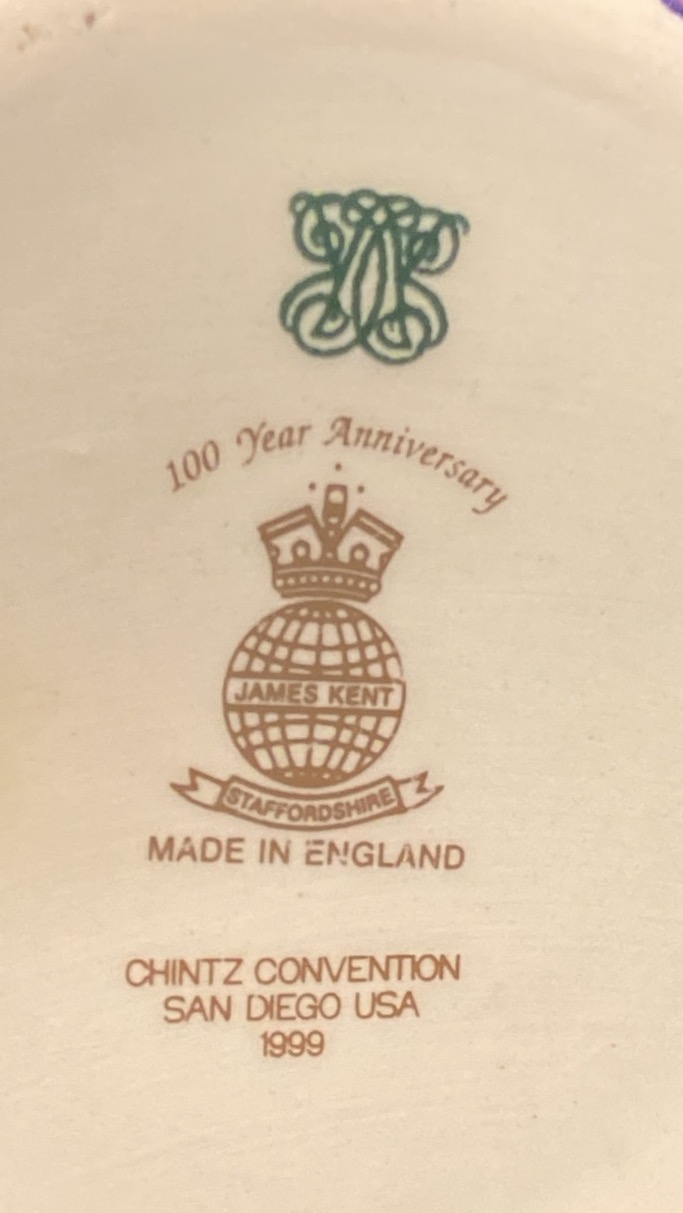 100 Year Anniversary
JAMES KENT
STAFFORDSHIRE
MADE IN ENGLAND
CHINTZ CONVENTION
SAN DIEGO USA
1999